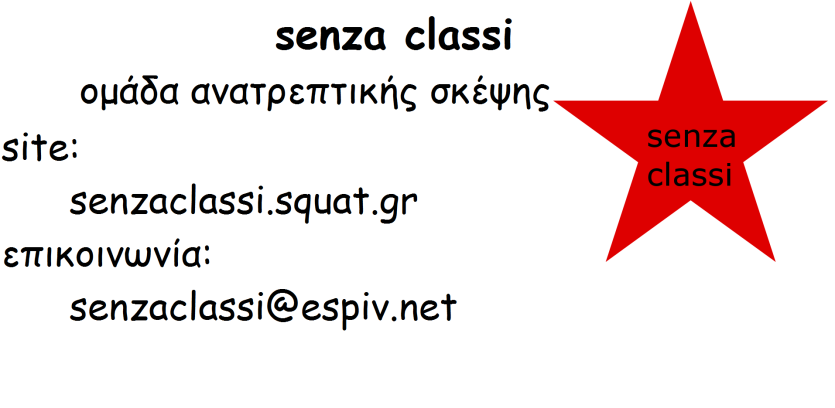 senza classi
ομάδα ανατρεπτικής σκέψης
site:
senzaclassi.squat.gr
επικοινωνία:
senzaclassi@espiv.net
senza
classi